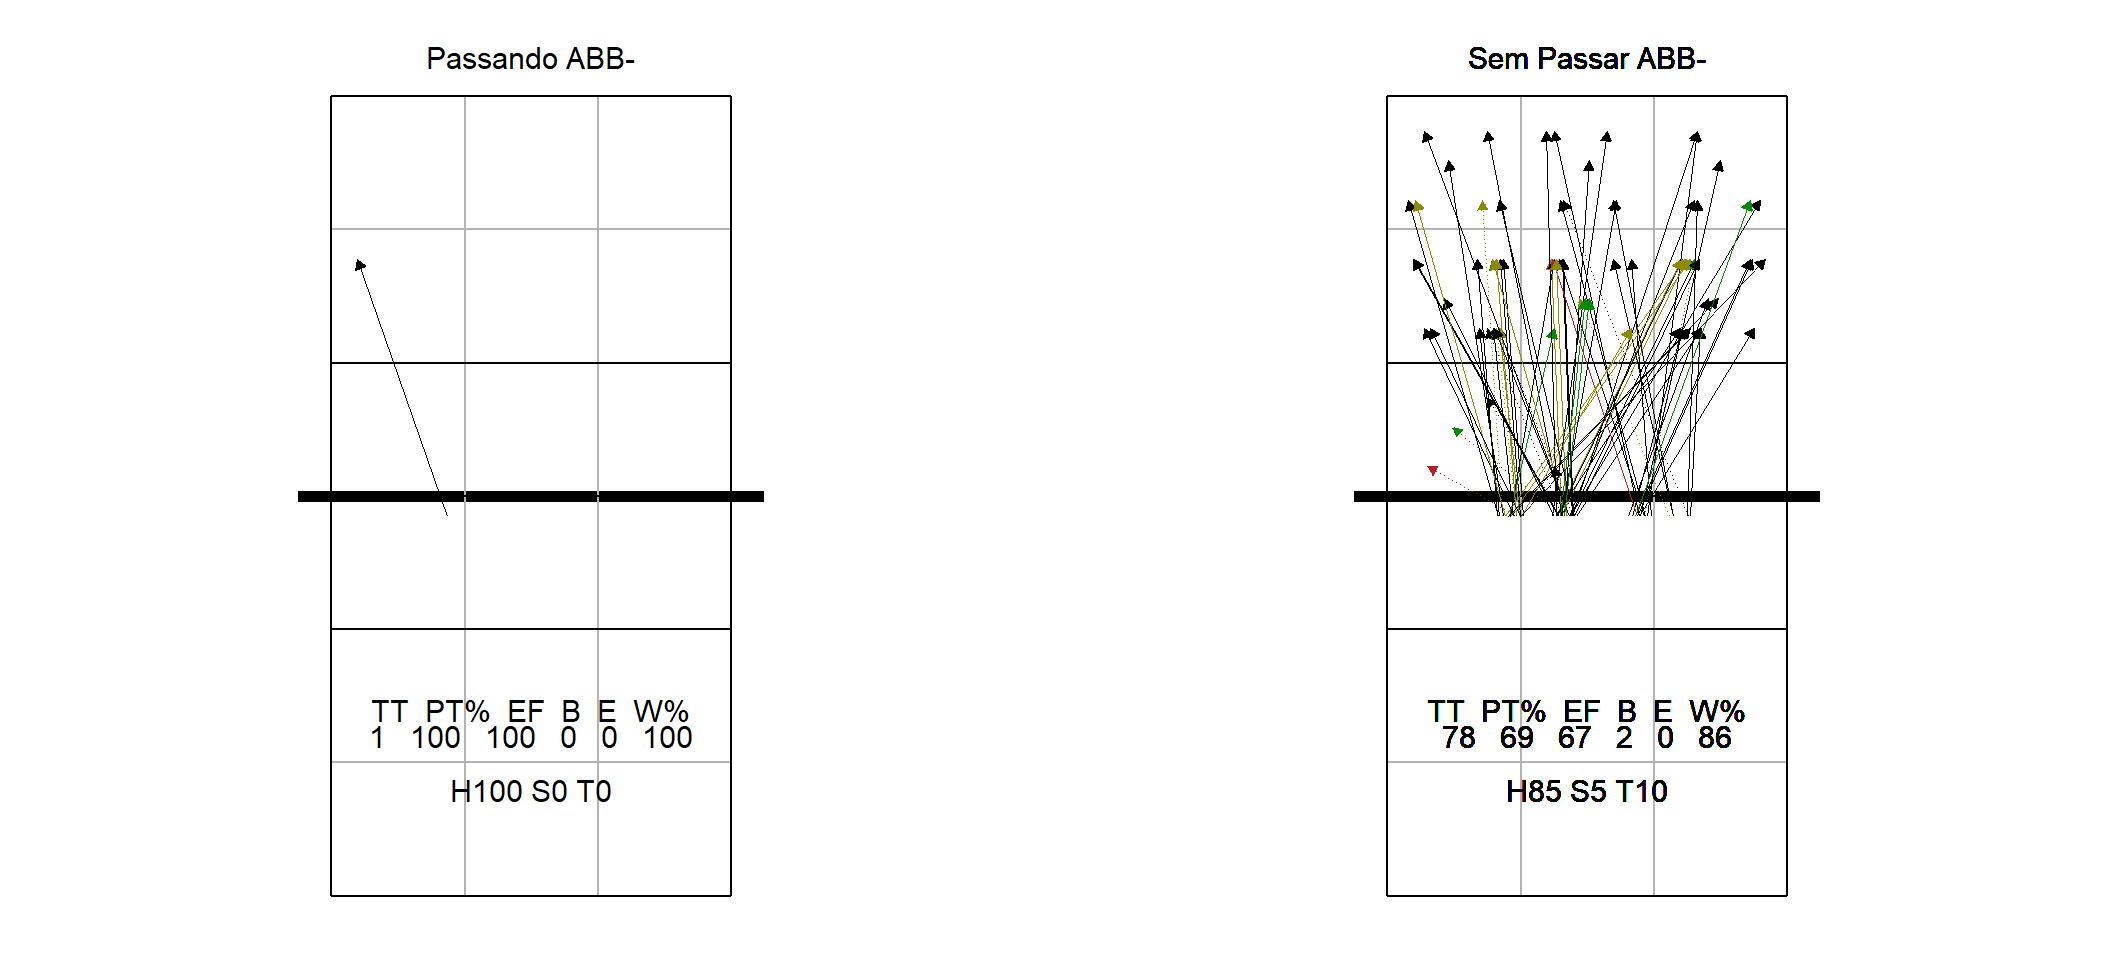 Passando ABB-
TT PT% EF B E W%
1 100 100 0 0 100
H100 S0 T0
Sem Passar ABB-
TT PT% EF B E W%
78 69 67 2 0 86
H85 S5 T10